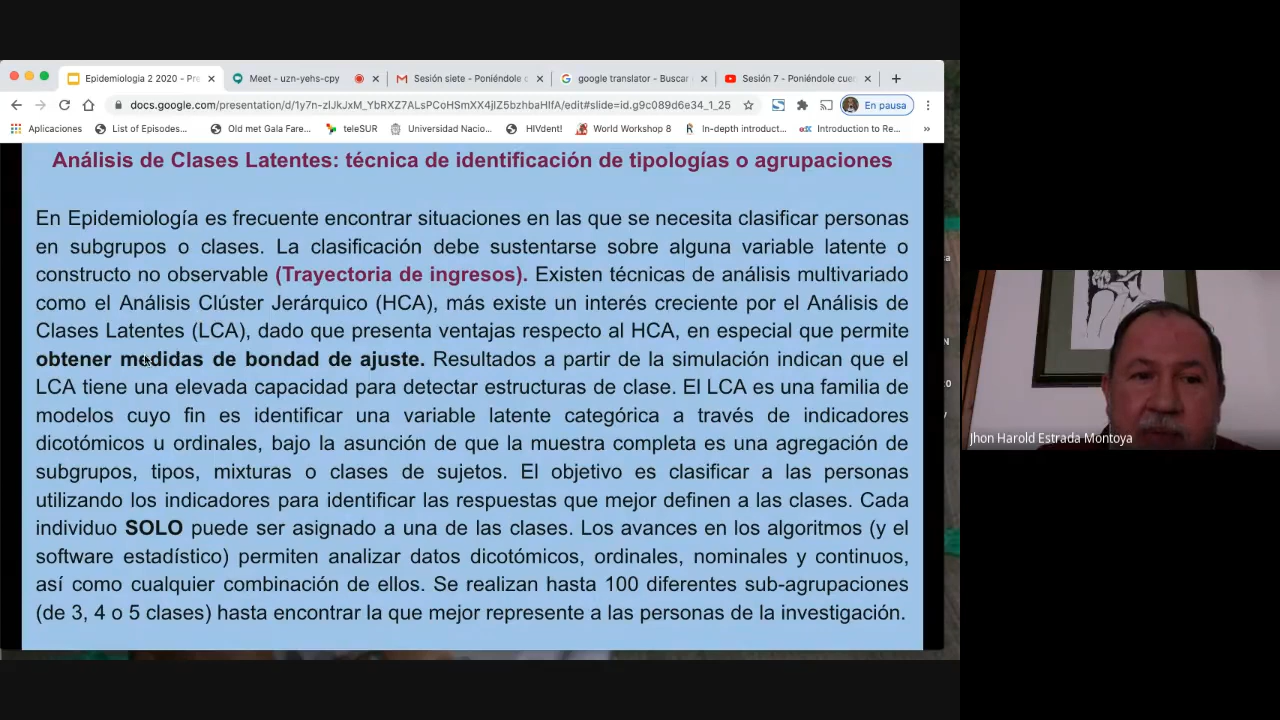 Epidemiologia 2 2020 - Pre
Meet - uzn-yehs-cpy
Sesión siete - Poniéndole c
google translator - Buscar
Sesión 7 - Poniéndole cue
docs.google.com/presentation/d/1y7n-zIJkJxM_YbRXZ7ALsPCoHSmXX4jIZ5bzhbaHIfA/edit#slide=id.g9c089d6e34_1_25
En pausa
Aplicaciones
List of Episodes...
Old met Gala Fare...
teleSUR
Universidad Nacio...
HIVdent!
World Workshop 8
In-depth introduct...
Introduction to Re...
Análisis de Clases Latentes: técnica de identificación de tipologías o agrupaciones
En Epidemiología es frecuente encontrar situaciones en las que se necesita clasificar personas
en subgrupos o clases. La clasificación debe sustentarse sobre alguna variable latente o
constructo no observable (Trayectoria de ingresos). Existen técnicas de análisis multivariado
como el Análisis Clúster Jerárquico (HCA), más existe un interés creciente por el Análisis de
Clases Latentes (LCA), dado que presenta ventajas respecto al HCA, en especial que permite
obtener medidas de bondad de ajuste. Resultados a partir de la simulación indican que el
LCA tiene una elevada capacidad para detectar estructuras de clase. El LCA es una familia de
modelos cuyo fin es identificar una variable latente categórica a través de indicadores
dicotómicos u ordinales, bajo la asunción de que la muestra completa es una agregación de
subgrupos, tipos, mixturas o clases de sujetos. El objetivo es clasificar a las personas
utilizando los indicadores para identificar las respuestas que mejor definen a las clases. Cada
individuo SOLO puede ser asignado a una de las clases. Los avances en los algoritmos (y el
software estadístico) permiten analizar datos dicotómicos, ordinales, nominales y continuos,
así como cualquier combinación de ellos. Se realizan hasta 100 diferentes sub-agrupaciones
(de 3, 4 o 5 clases) hasta encontrar la que mejor represente a las personas de la investigación.
Jhon Harold Estrada Montoya